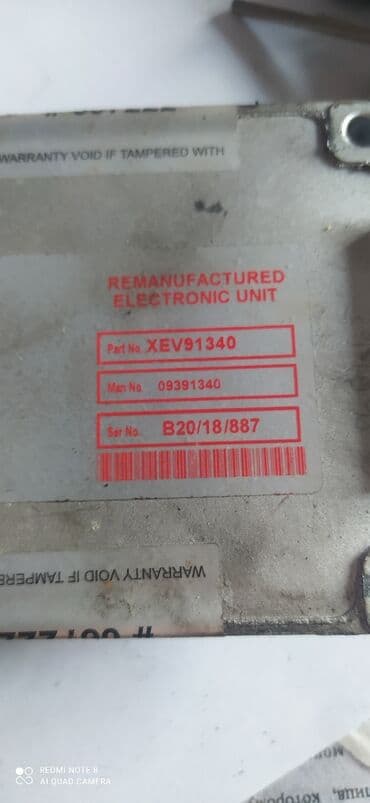 WARRANTY VOID IF TAMPERED WITH
REMANUFACTURED
ELECTRONIC UNIT
Part No. XEV91340
Man No. 09391340
Ser No. B20/18/887
WARRANTY VOID IF TAMPERE
REDMI NOTE 8
AI QUAD CAMERA